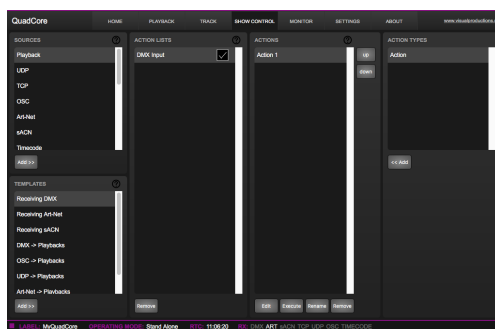 QuadCore HOME PLAYBACK TRACK SHOW CONTROL MONITOR SETTINGS ABOUT www.visualproductions.
SOURCES ?
Playback
UDP
TCP
OSC
Art-Net
sACN
Timecode
Add >>
TEMPLATES ?
Receiving DMX
Receiving Art-Net
Receiving sACN
DMX -> Playbacks
OSC -> Playbacks
UDP -> Playbacks
Art-Net -> Playbacks
Add >>
ACTION LISTS ?
DMX Input
Remove
ACTIONS ?
Action 1
up
down
Edit Execute Rename Remove
ACTION TYPES
Action
<< Add
LABEL: MyQuadCore OPERATING MODE: Stand Alone RTC: 11:06:20 RX: DMX ART sACN TCP UDP OSC TIMECODE